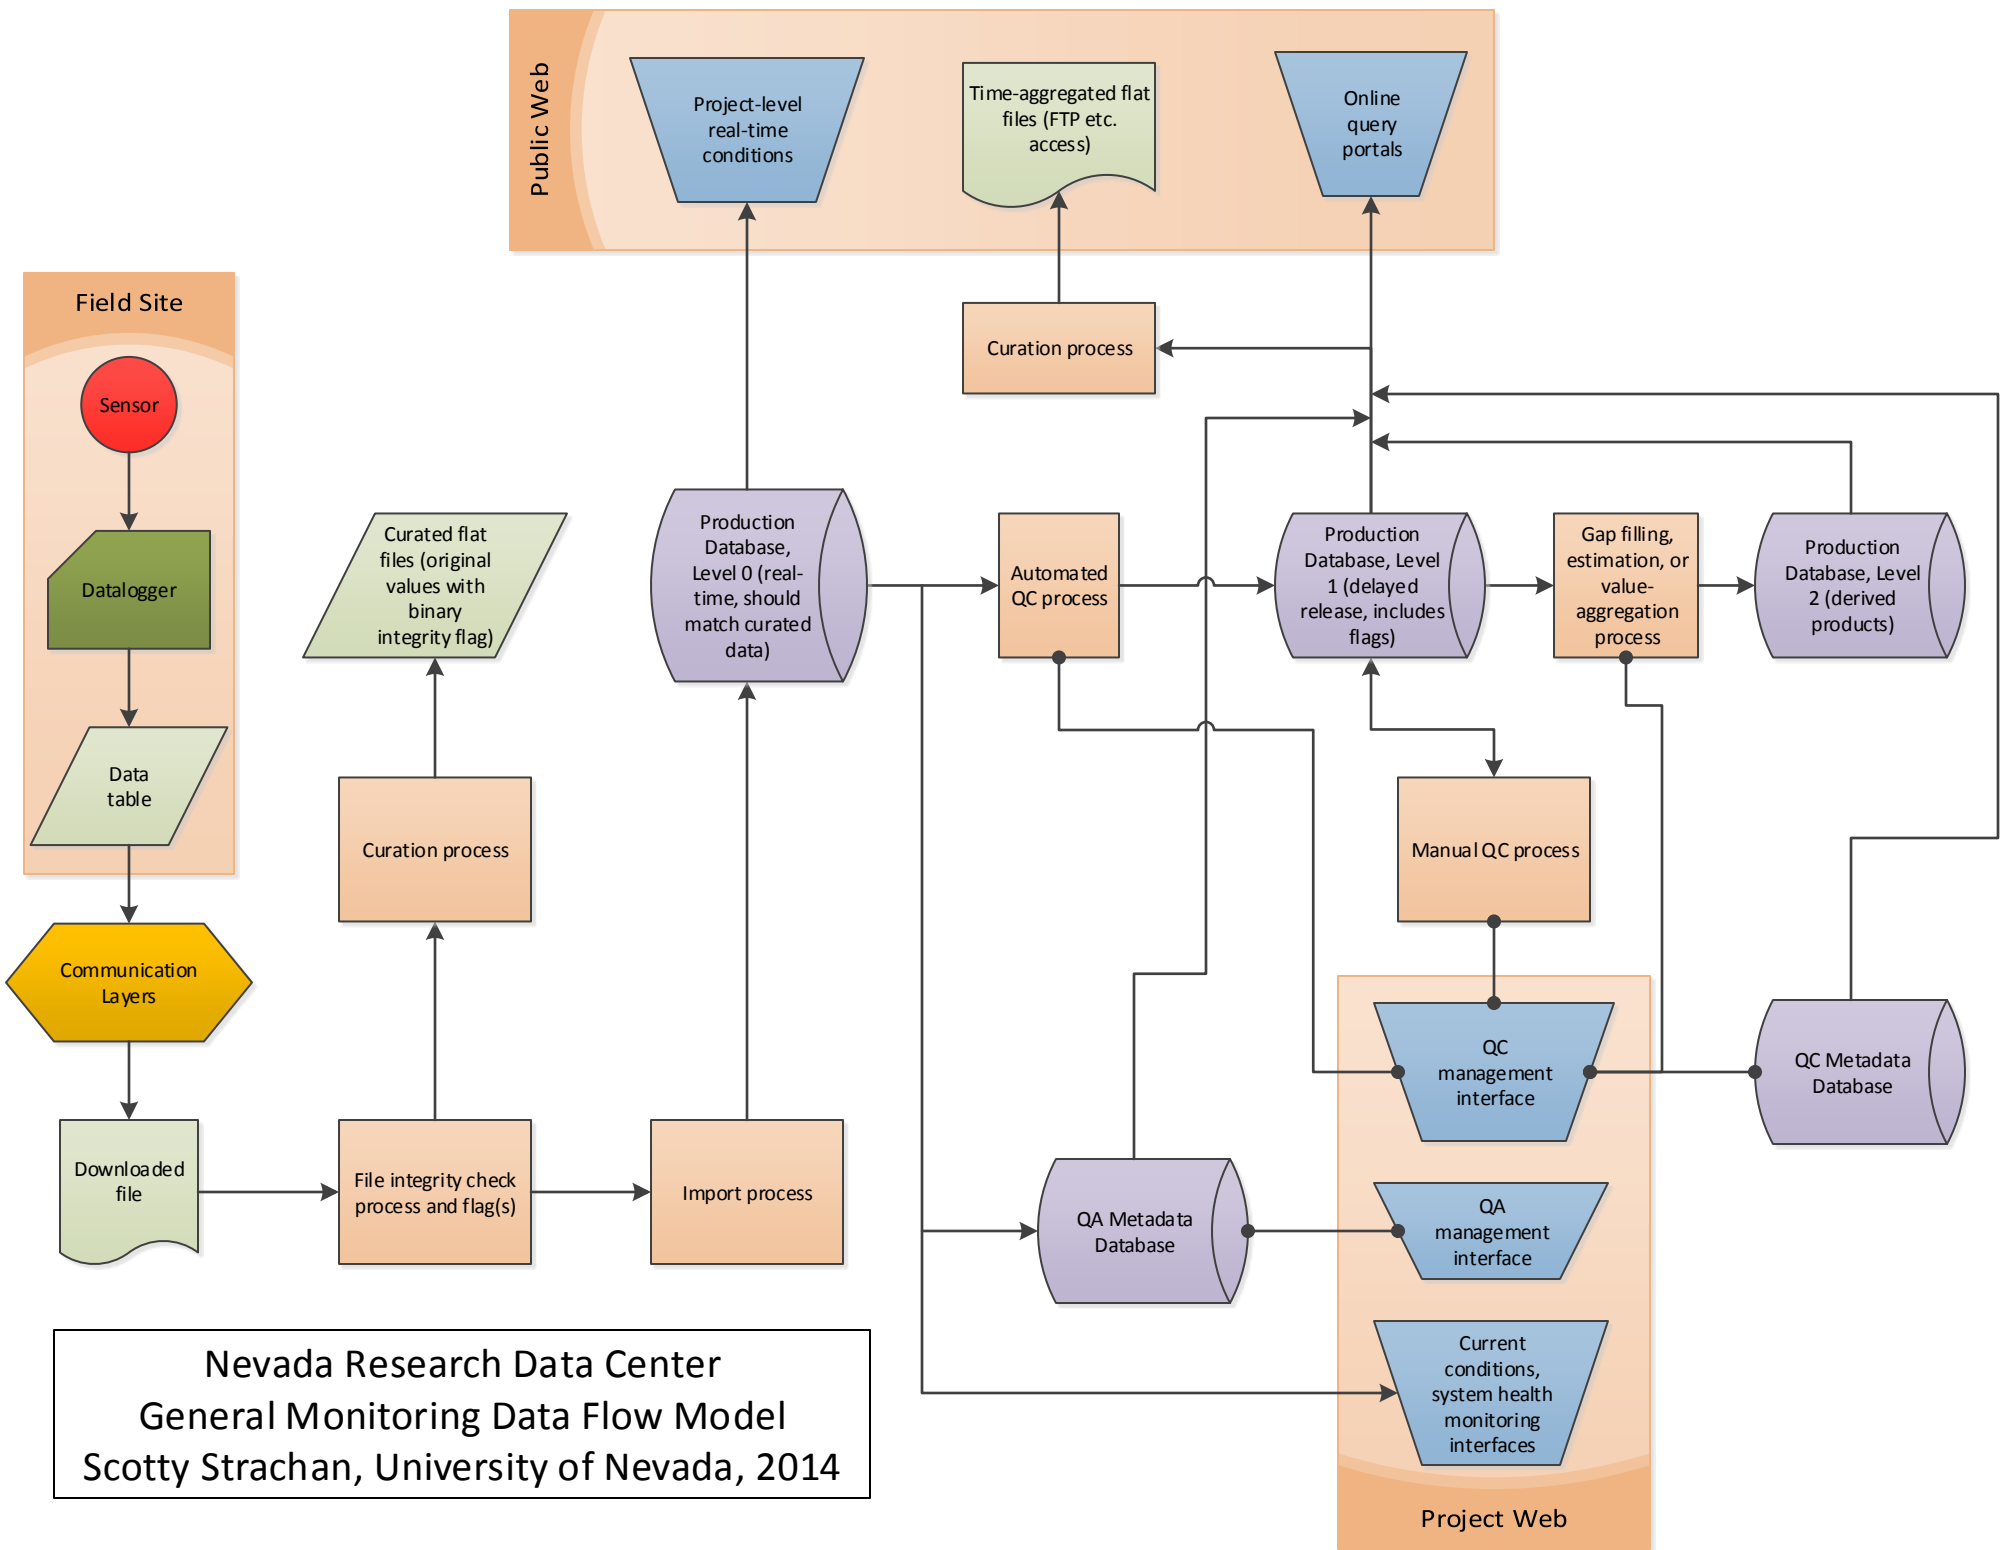 Public Web
Project-level
real-time
conditions
Time-aggregated flat
files (FTP etc.
access)
Online
query
portals
Field Site
Sensor
Datalogger
Data
table
Communication
Layers
Downloaded
file
Curated flat
files (original
values with
binary
integrity flag)
Curation process
File integrity check
process and flag(s)
Import process
Production
Database,
Level 0 (real-
time, should
match curated
data)
Curation process
Automated
QC process
Production
Database, Level
1 (delayed
release, includes
flags)
Gap filling,
estimation, or
value-
aggregation
process
Production
Database, Level
2 (derived
products)
Manual QC process
QC
management
interface
QC Metadata
Database
QA Metadata
Database
QA
management
interface
Current
conditions,
system health
monitoring
interfaces
Project Web
Nevada Research Data Center
General Monitoring Data Flow Model
Scotty Strachan, University of Nevada, 2014